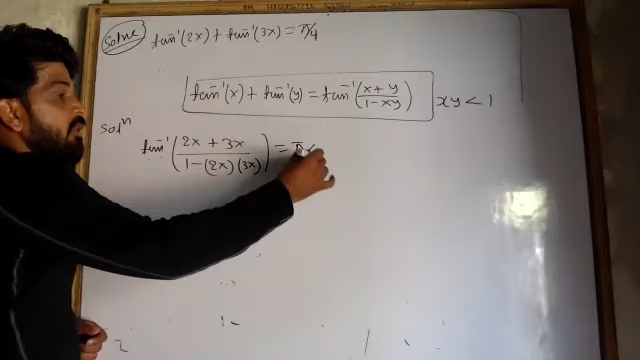 Solve tan⁻¹(2x) + tan⁻¹(3x) = π/4
tan⁻¹(x) + tan⁻¹(y) = tan⁻¹((x + y)/(1 - xy)) xy < 1
Solⁿ
tan⁻¹((2x + 3x)/(1 - (2x)(3x))) = π/